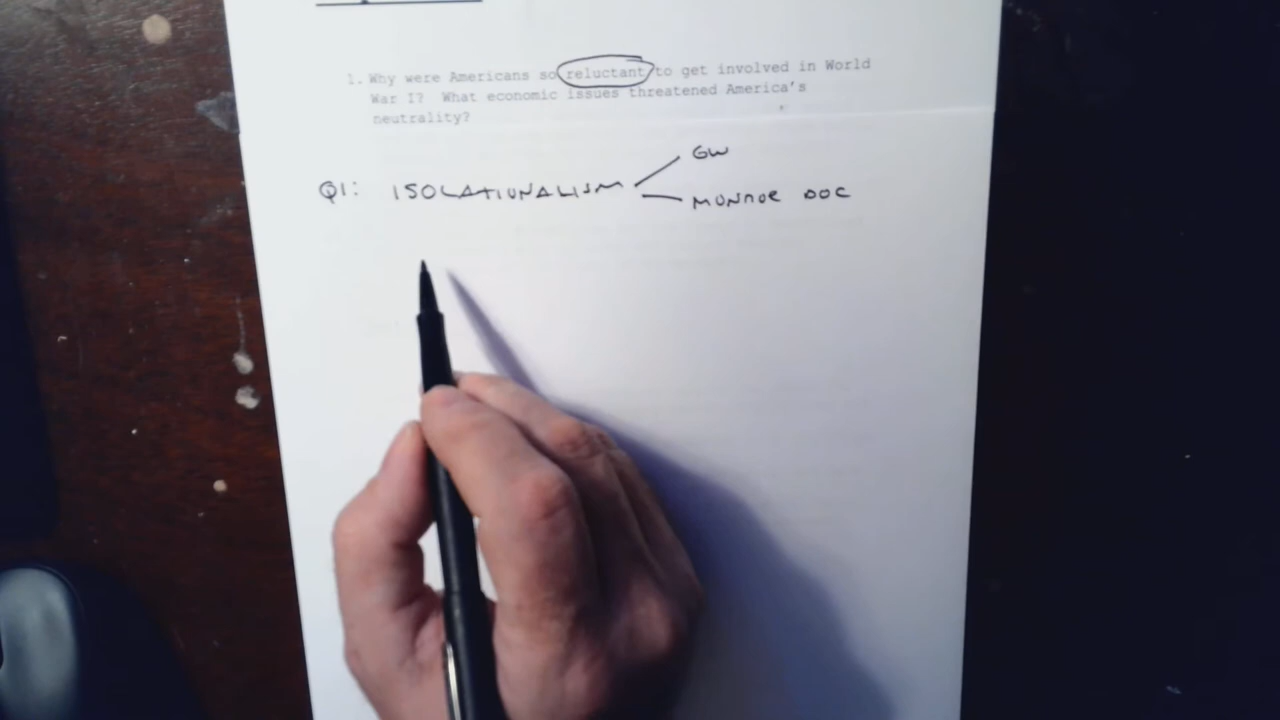 1. Why were Americans so reluctant to get involved in World
War I? What economic issues threatened America's
neutrality?
GW
Q1: ISOLATIONALISM
MONROE DOC